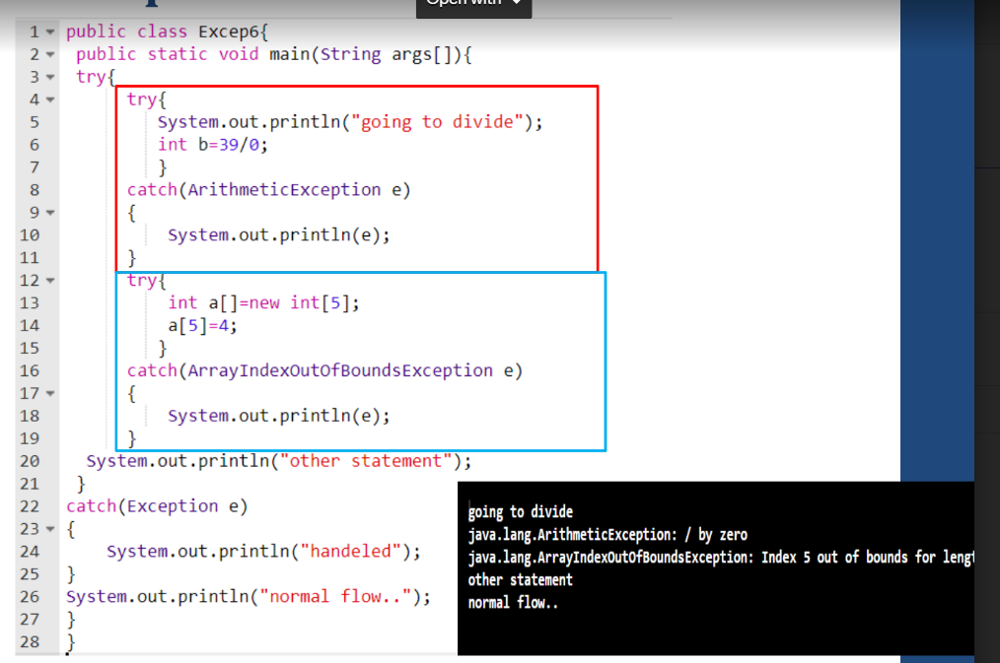 Open with
1 public class Excep6{
2 public static void main(String args[]){
3 try{
4 try{
5 System.out.println("going to divide");
6 int b=39/0;
7 }
8 catch(ArithmeticException e)
9 {
10 System.out.println(e);
11 }
12 try{
13 int a[]=new int[5];
14 a[5]=4;
15 }
16 catch(ArrayIndexOutOfBoundsException e)
17 {
18 System.out.println(e);
19 }
20 System.out.println("other statement");
21 }
22 catch(Exception e)
23 {
24 System.out.println("handeled");
25 }
26 System.out.println("normal flow..");
27 }
28 }
going to divide
java.lang.ArithmeticException: / by zero
java.lang.ArrayIndexOutOfBoundsException: Index 5 out of bounds for lengt
other statement
normal flow..